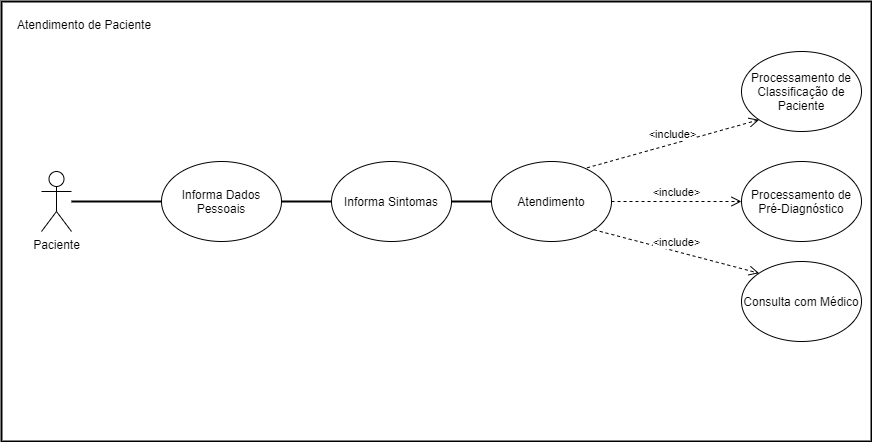 Atendimento de Paciente
Processamento de
Classificação de
Paciente
<include>
Informa Dados
Pessoais
Informa Sintomas
Atendimento
<include>
Processamento de
Pré-Diagnóstico
Paciente
<include>
Consulta com Médico